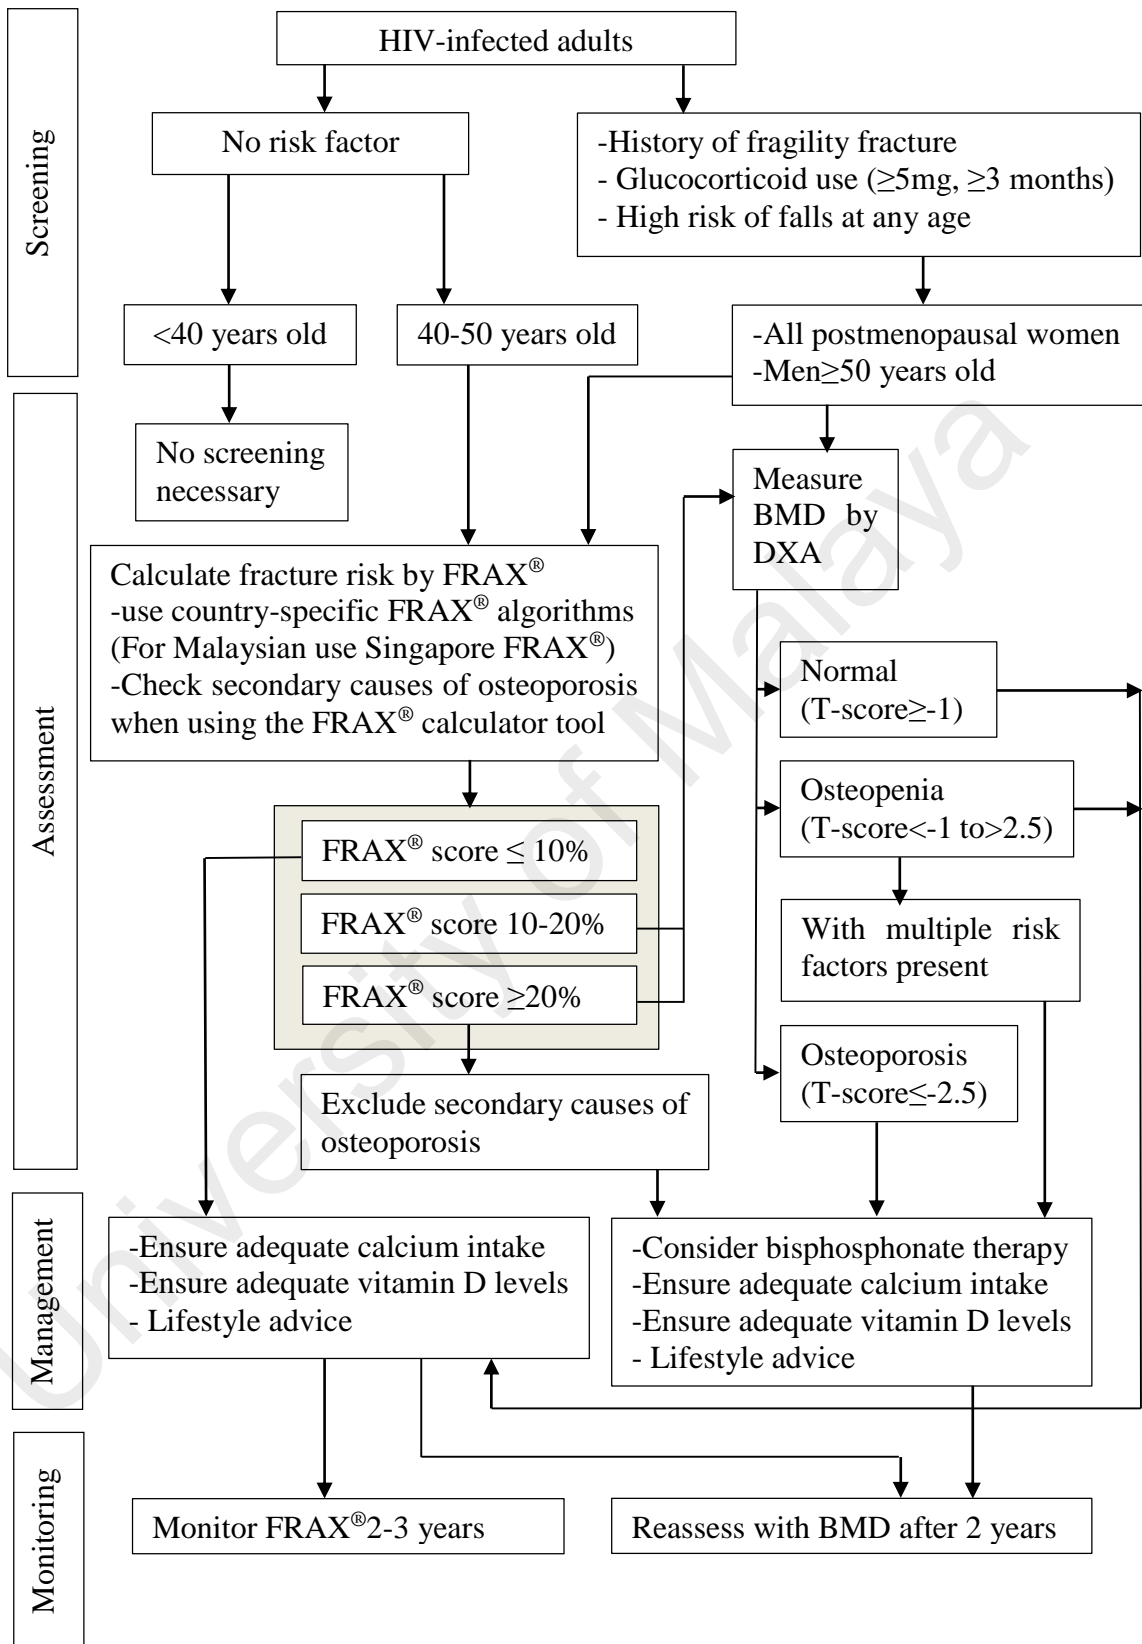 Screening
HIV-infected adults
No risk factor
-History of fragility fracture
- Glucocorticoid use (≥5mg, ≥3 months)
- High risk of falls at any age
<40 years old
40-50 years old
-All postmenopausal women
-Men≥50 years old
Assessment
No screening
necessary
Measure
BMD by
DXA
Calculate fracture risk by FRAX®
-use country-specific FRAX® algorithms
(For Malaysian use Singapore FRAX®)
-Check secondary causes of osteoporosis
when using the FRAX® calculator tool
Normal
(T-score≥-1)
Osteopenia
(T-score<-1 to>2.5)
FRAX® score ≤ 10%
FRAX® score 10-20%
FRAX® score ≥20%
With multiple risk
factors present
Osteoporosis
(T-score≤-2.5)
Exclude secondary causes of
osteoporosis
Management
-Ensure adequate calcium intake
-Ensure adequate vitamin D levels
- Lifestyle advice
-Consider bisphosphonate therapy
-Ensure adequate calcium intake
-Ensure adequate vitamin D levels
- Lifestyle advice
Monitoring
Monitor FRAX®2-3 years
Reassess with BMD after 2 years
University of Malaya